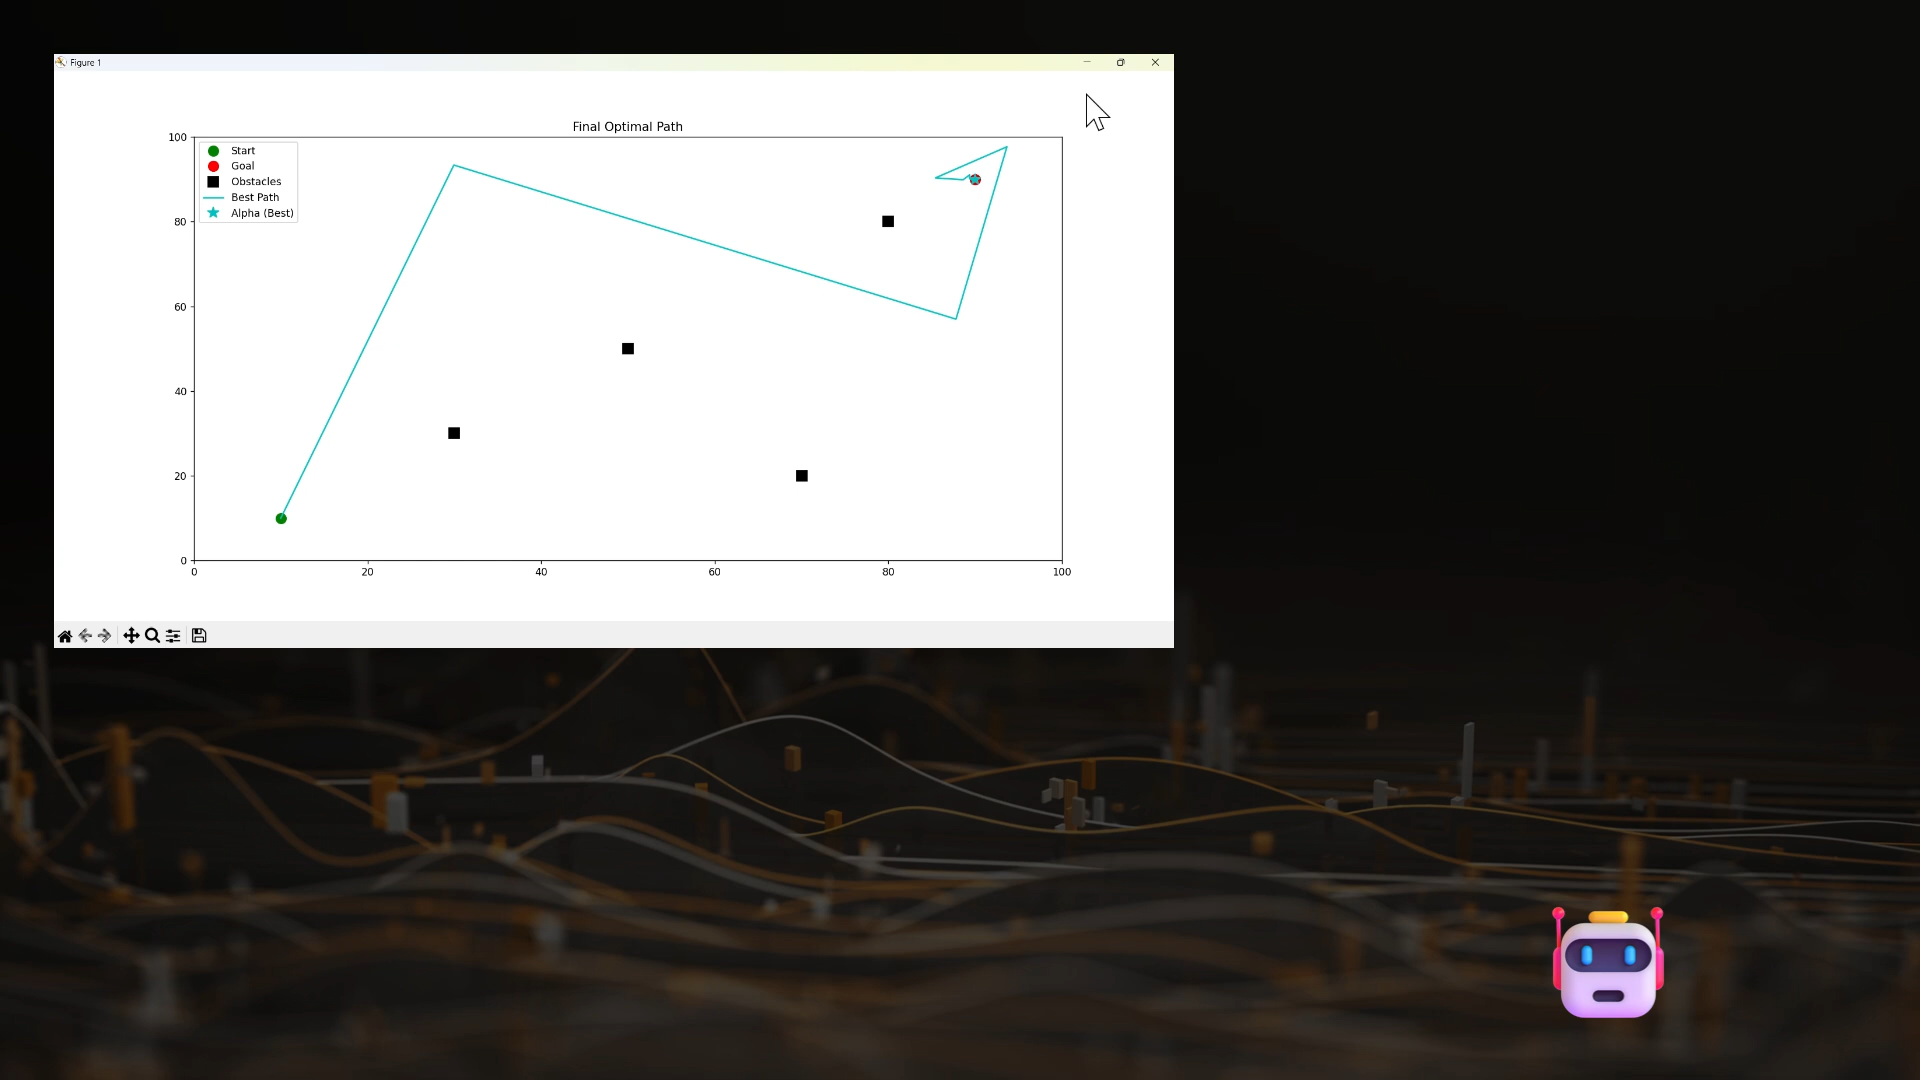 Figure 1
Final Optimal Path
100
80
60
40
20
0
Start
Goal
Obstacles
Best Path
Alpha (Best)
0 20 40 60 80 100